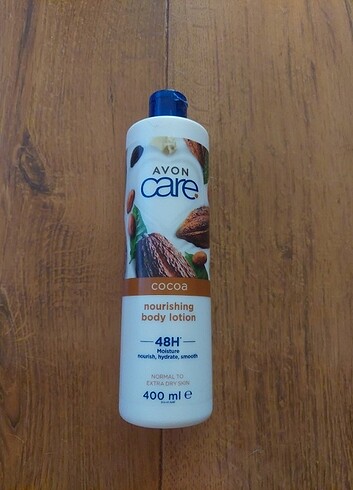 AVON
care
cocoa
nourishing
body lotion
48H
Moisture
nourish, hydrate, smooth
NORMAL TO
EXTRA DRY SKIN
400 ml e